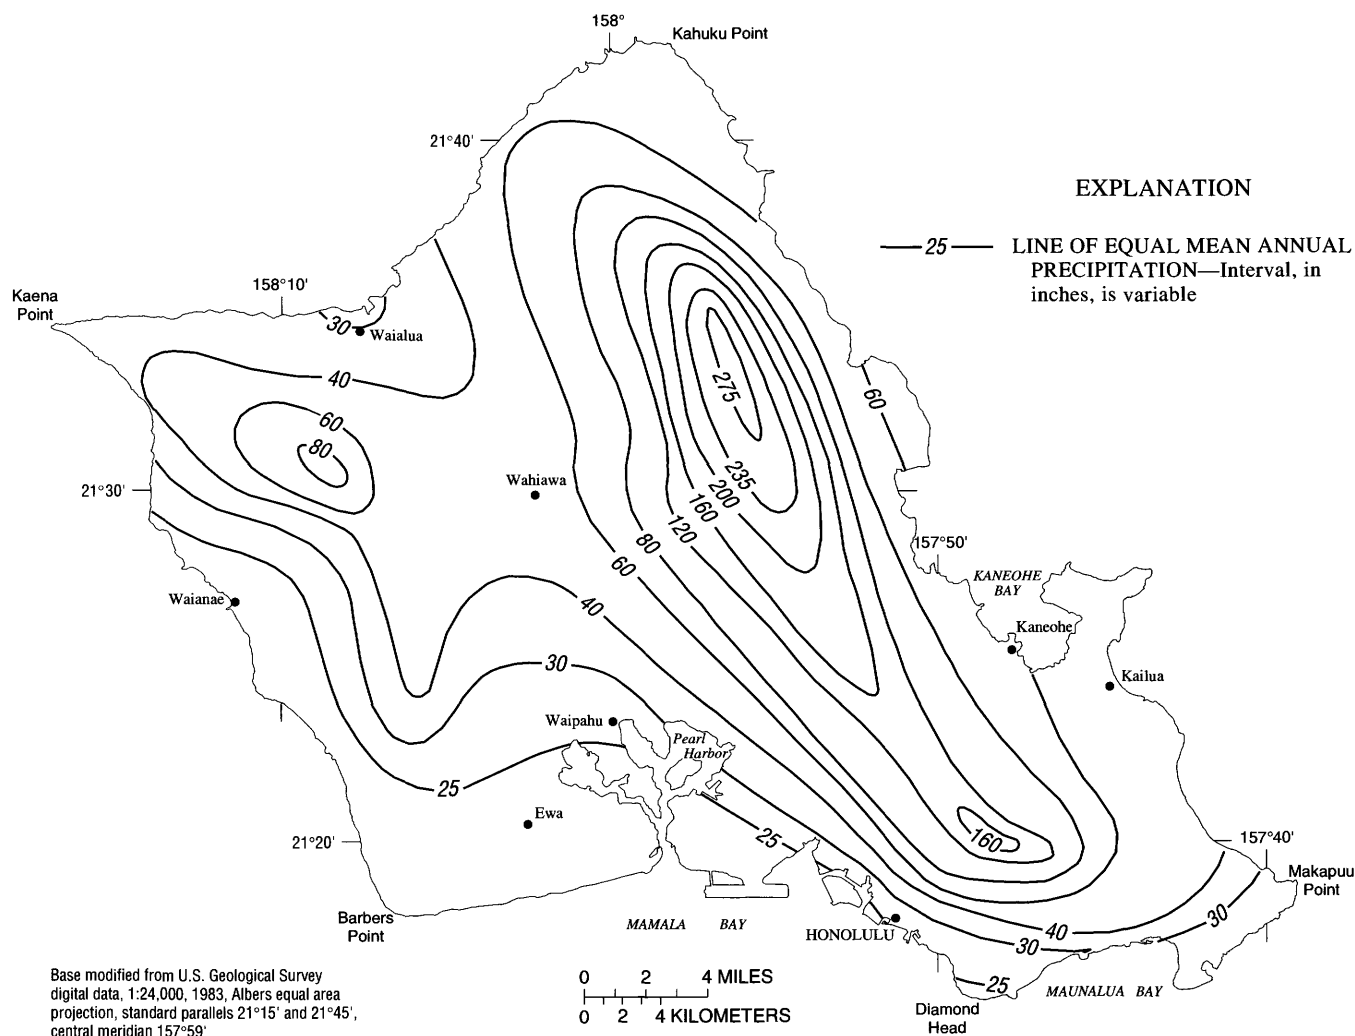 158°
Kahuku Point
21°40'
EXPLANATION
25
LINE OF EQUAL MEAN ANNUAL
PRECIPITATION—Interval, in
inches, is variable
158°10'
Kaena
Point
30
Waialua
40
60
80
275
60
235
200
160
120
80
60
40
30
25
Wahiawa
21°30'
157°50'
KANEOHE
BAY
Kaneohe
Kailua
Waianae
Waipahu
Pearl
Harbor
Ewa
25
160
21°20'
157°40'
Makapuu
Point
Barbers
Point
MAMALA BAY
HONOLULU
40
30
30
25
MAUNALUA BAY
Diamond
Head
Base modified from U.S. Geological Survey
digital data, 1:24,000, 1983, Albers equal area
projection, standard parallels 21°15' and 21°45',
central meridian 157°59'
0 2 4 MILES
0 2 4 KILOMETERS